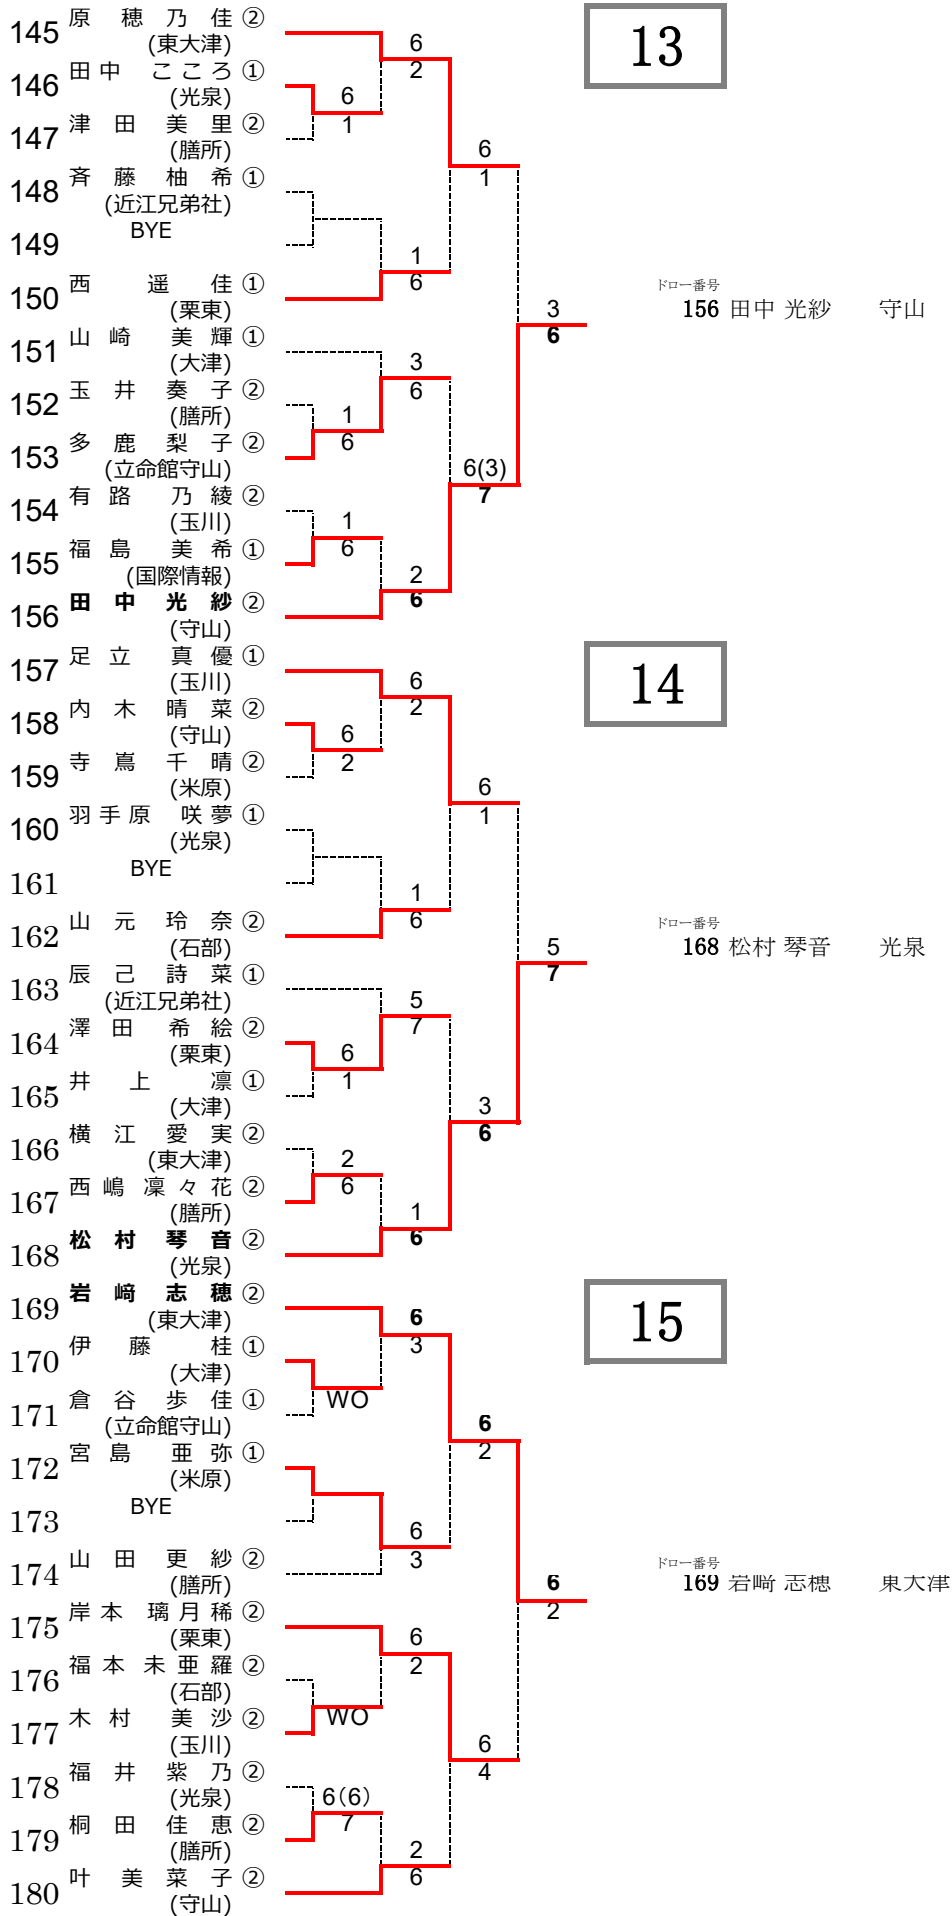 145 原 穂乃佳 ②
(東大津)
146 田中 こころ ①
(光泉)
147 津田 美里 ②
(膳所)
148 斉藤 柚希 ①
(近江兄弟社)
149 BYE
150 西 遥佳 ①
(栗東)
151 山崎 美輝 ①
(大津)
152 玉井 奏子 ②
(膳所)
153 多鹿 梨子 ②
(立命館守山)
154 有路 乃綾 ②
(玉川)
155 福島 美希 ①
(国際情報)
156 田中 光紗 ②
(守山)
6
2
6
1
6
1
1
6
3
6
3
6
1
6
6(3)
7
1
6
2
6
13
ドロー番号
156 田中 光紗 守山
157 足立 真優 ①
(玉川)
158 内木 晴菜 ②
(守山)
159 寺嶌 千晴 ②
(米原)
160 羽手原 咲夢 ①
(光泉)
161 BYE
162 山元 玲奈 ②
(石部)
163 辰己 詩菜 ①
(近江兄弟社)
164 澤田 希絵 ②
(栗東)
165 井上 凛 ①
(大津)
166 横江 愛実 ②
(東大津)
167 西嶋 凜々花 ②
(膳所)
168 松村 琴音 ②
(光泉)
6
2
6
2
6
1
1
6
5
7
5
7
6
1
3
6
2
6
1
6
14
ドロー番号
168 松村 琴音 光泉
169 岩﨑 志穂 ②
(東大津)
170 伊藤 桂 ①
(大津)
171 倉谷 歩佳 ①
(立命館守山)
172 宮島 亜弥 ①
(米原)
173 BYE
174 山田 更紗 ②
(膳所)
175 岸本 璃月稀 ②
(栗東)
176 福本 未亜羅 ②
(石部)
177 木村 美沙 ②
(玉川)
178 福井 紫乃 ②
(光泉)
179 桐田 佳恵 ②
(膳所)
180 叶 美菜子 ②
(守山)
6
3
WO
6
2
6
3
6
2
6
2
WO
6
4
6(6)
7
2
6
15
ドロー番号
169 岩﨑 志穂 東大津